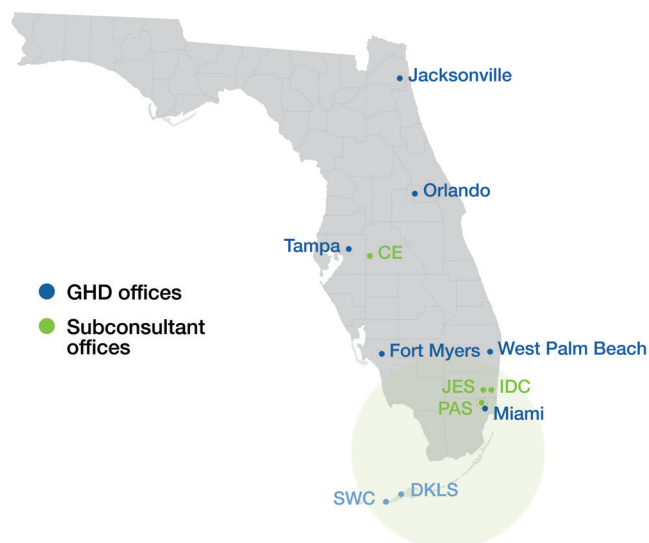 Jacksonville
Orlando
Tampa
CE
GHD offices
Subconsultant
offices
Fort Myers
West Palm Beach
JES
IDC
PAS
Miami
DKLS
SWC